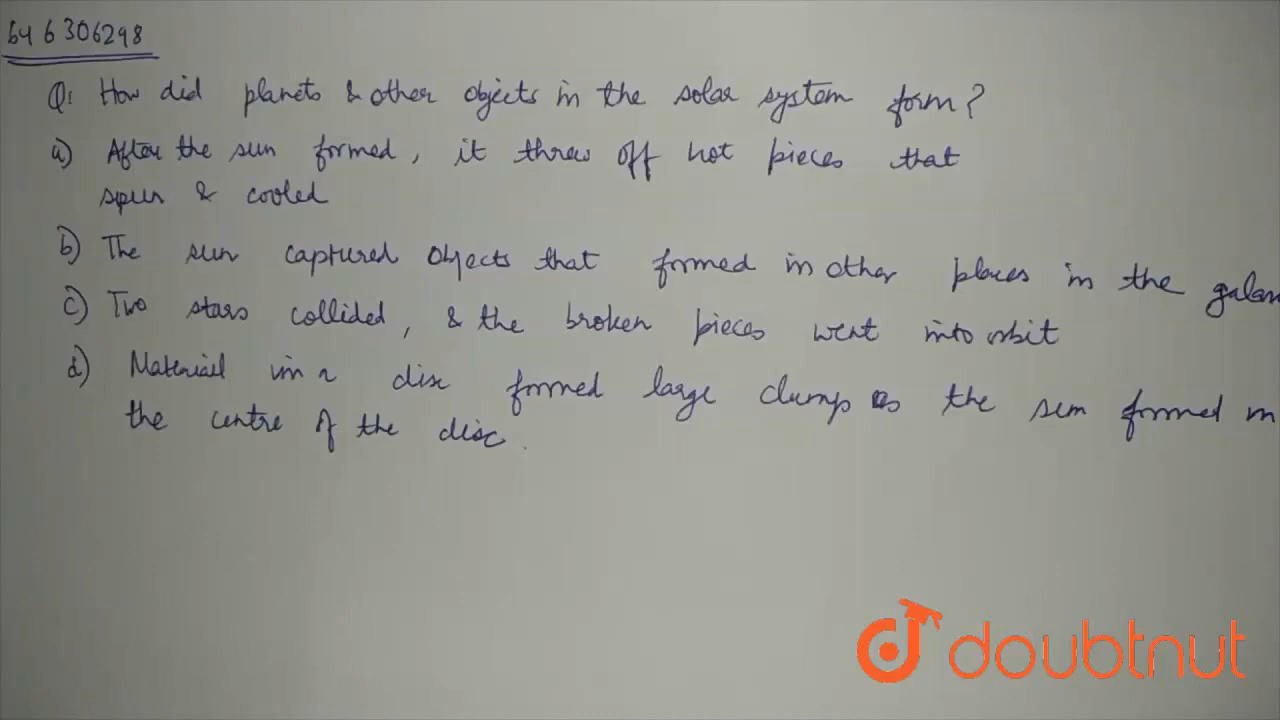 646306298
Q: How did planets & other objects in the solar system form?
a) After the sun formed, it threw off hot pieces that
spun & cooled
b) The sun captured objects that formed in other places in the galax
c) Two stars collided, & the broken pieces went into orbit
d) Material in a disc formed large clump as the sun formed in
the centre of the disc.
doubtnut